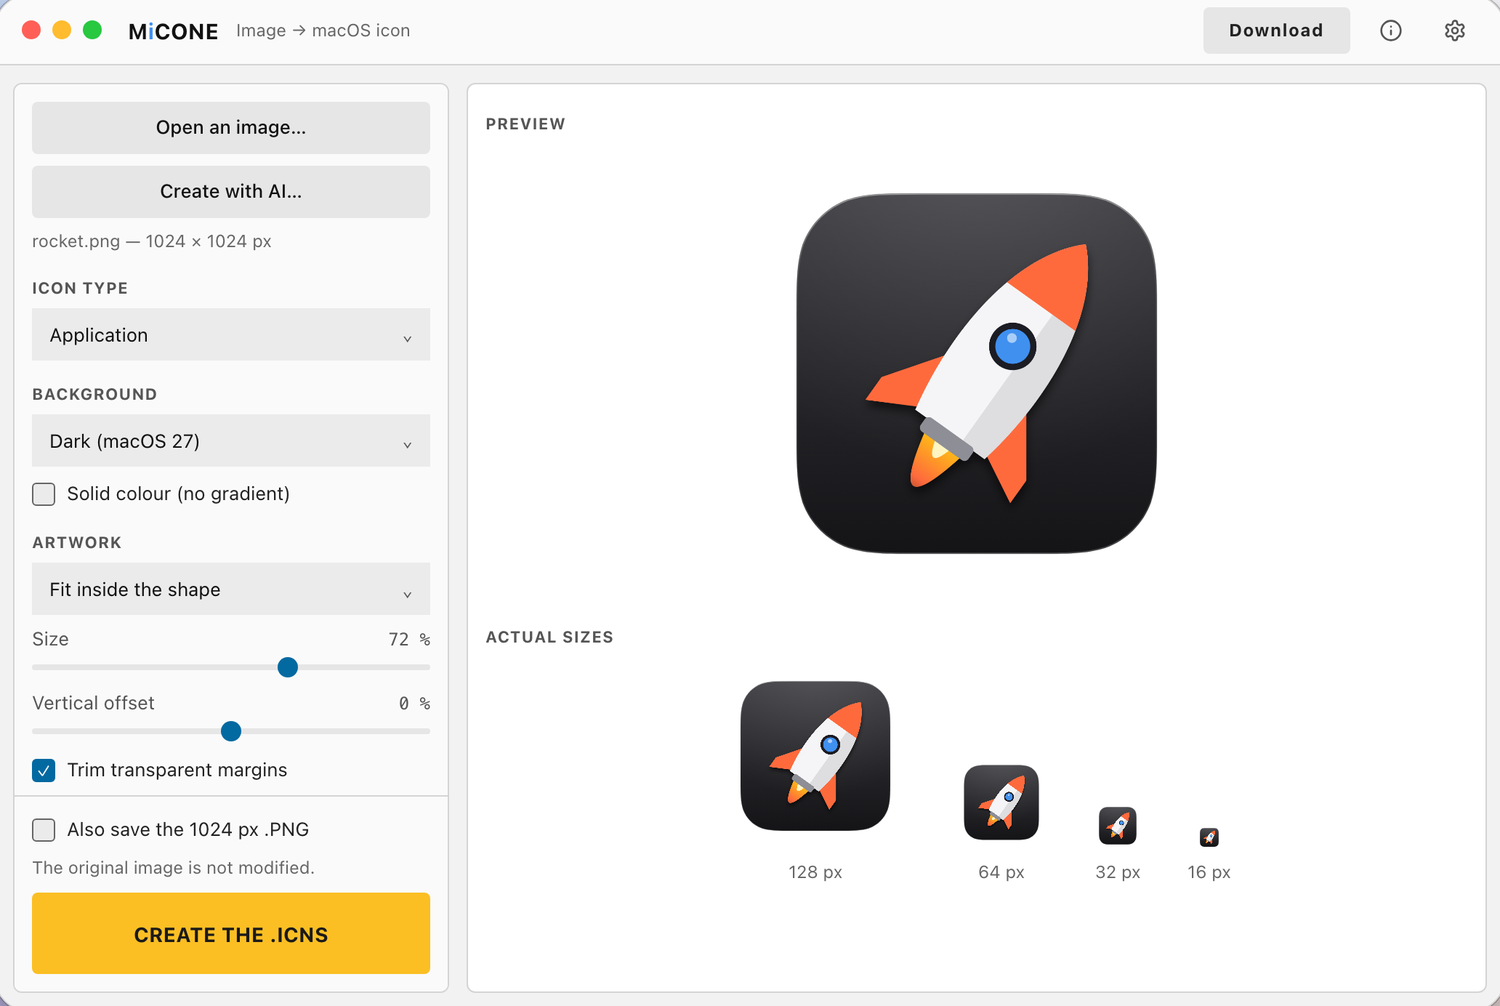 MiCONE Image → macOS icon
Download
Open an image...
Create with AI...
rocket.png — 1024 × 1024 px
ICON TYPE
Application
BACKGROUND
Dark (macOS 27)
Solid colour (no gradient)
ARTWORK
Fit inside the shape
Size 72 %
Vertical offset 0 %
Trim transparent margins
Also save the 1024 px .PNG
The original image is not modified.
CREATE THE .ICNS
PREVIEW
ACTUAL SIZES
128 px 64 px 32 px 16 px